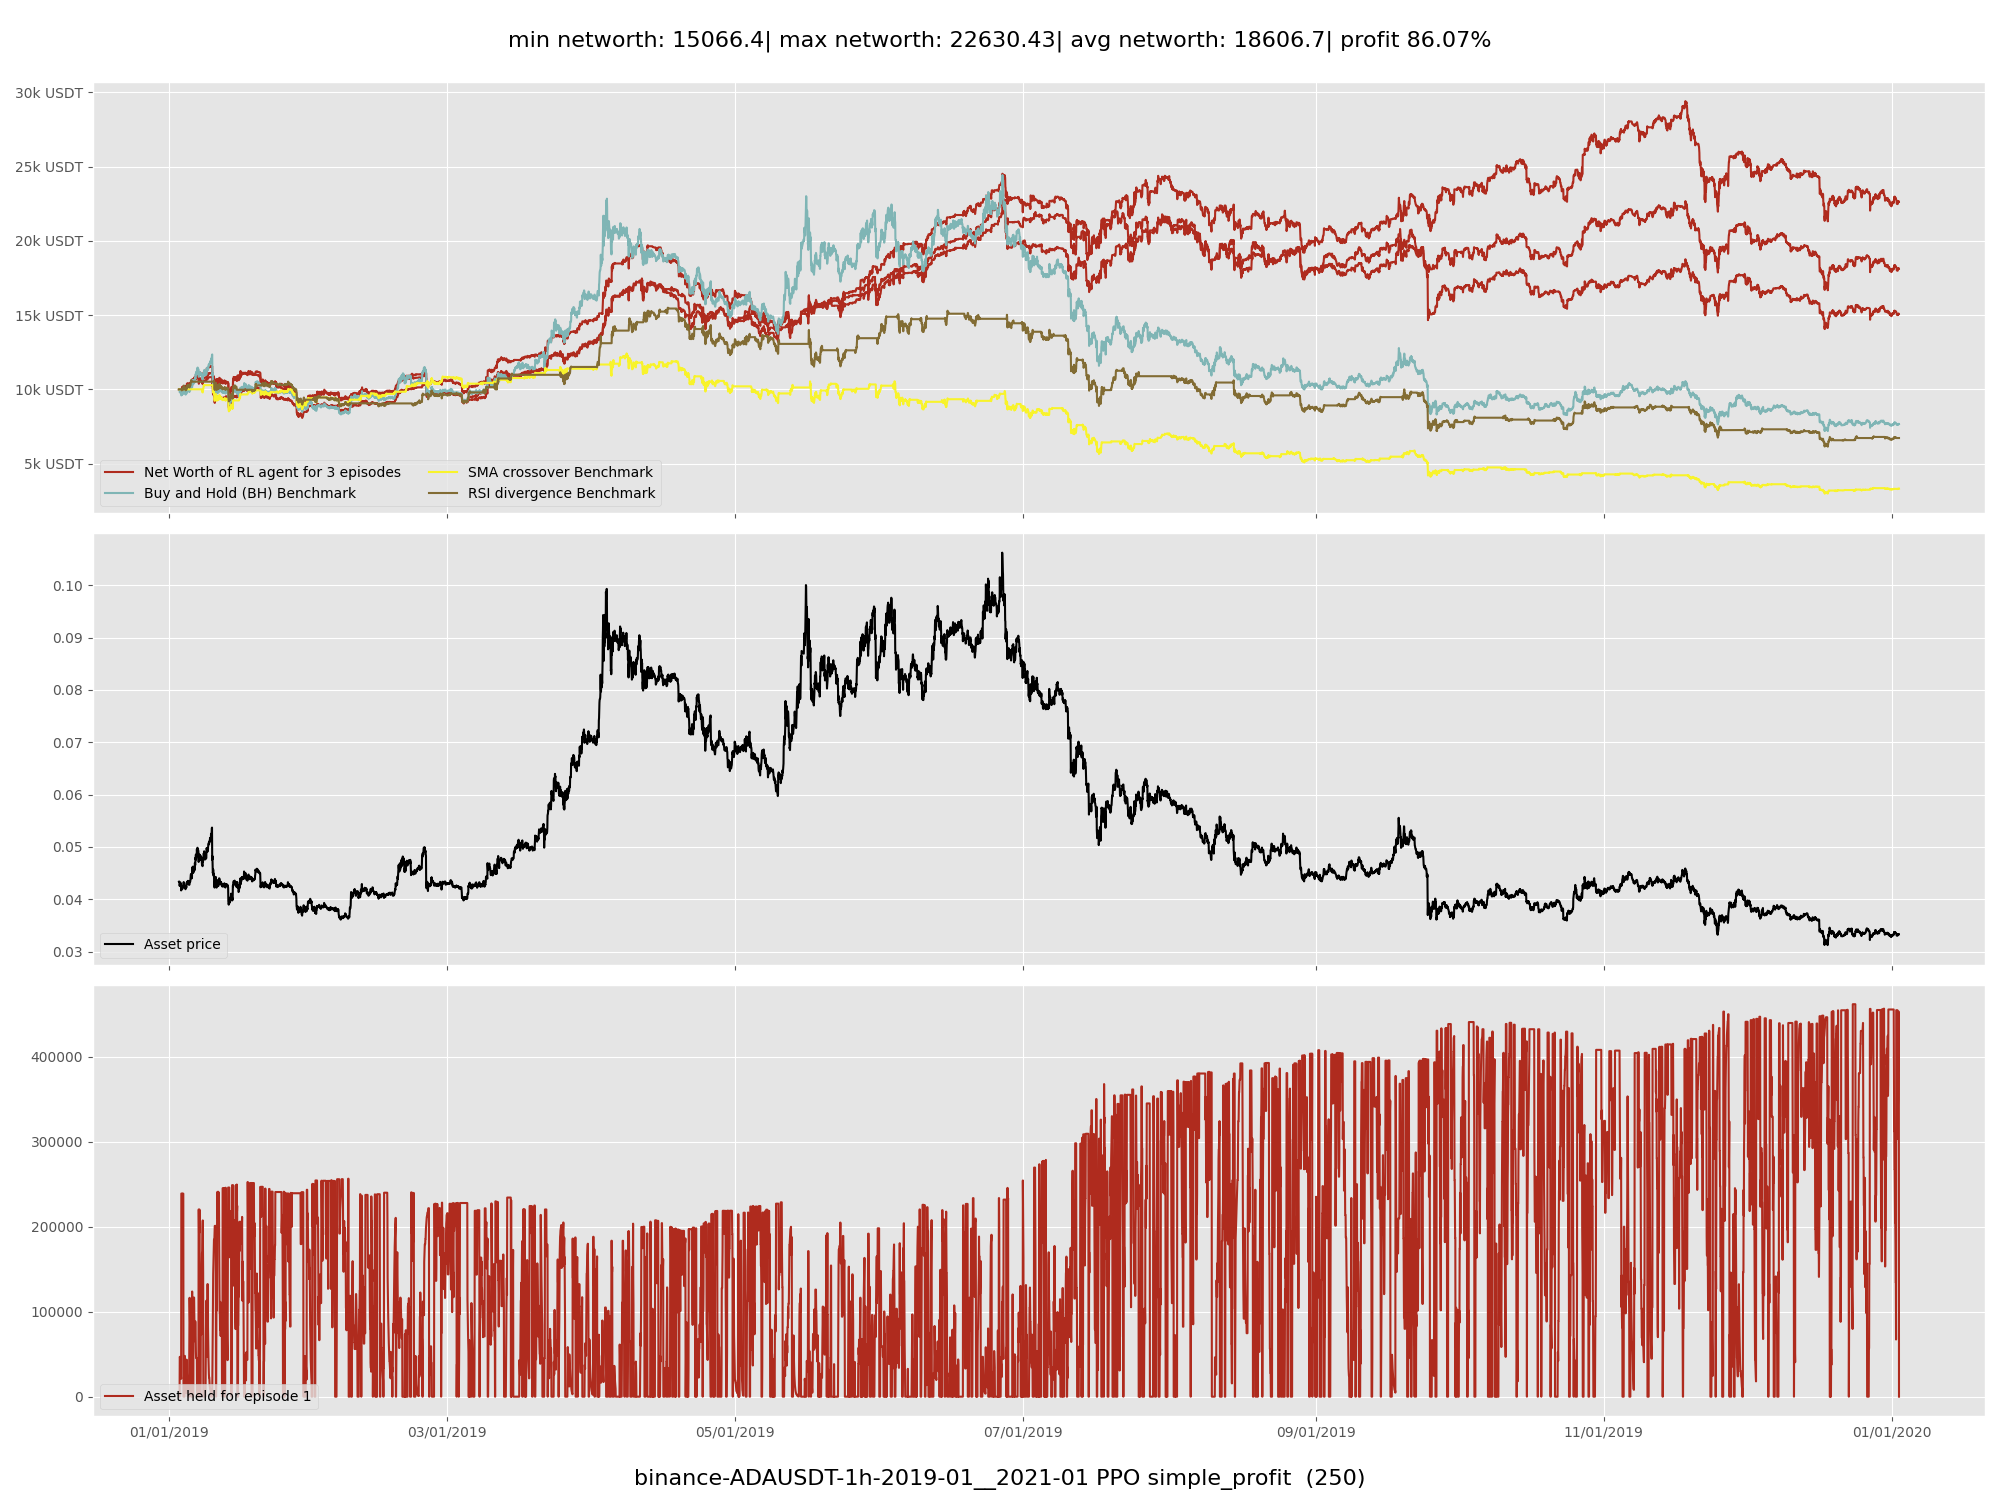 min networth: 15066.4| max networth: 22630.43| avg networth: 18606.7| profit 86.07%
30k USDT
25k USDT
20k USDT
15k USDT
10k USDT
5k USDT
Net Worth of RL agent for 3 episodes
Buy and Hold (BH) Benchmark
SMA crossover Benchmark
RSI divergence Benchmark
0.10
0.09
0.08
0.07
0.06
0.05
0.04
0.03
Asset price
400000
300000
200000
100000
0
Asset held for episode 1
01/01/2019
03/01/2019
05/01/2019
07/01/2019
09/01/2019
11/01/2019
01/01/2020
binance-ADAUSDT-1h-2019-01__2021-01 PPO simple_profit (250)